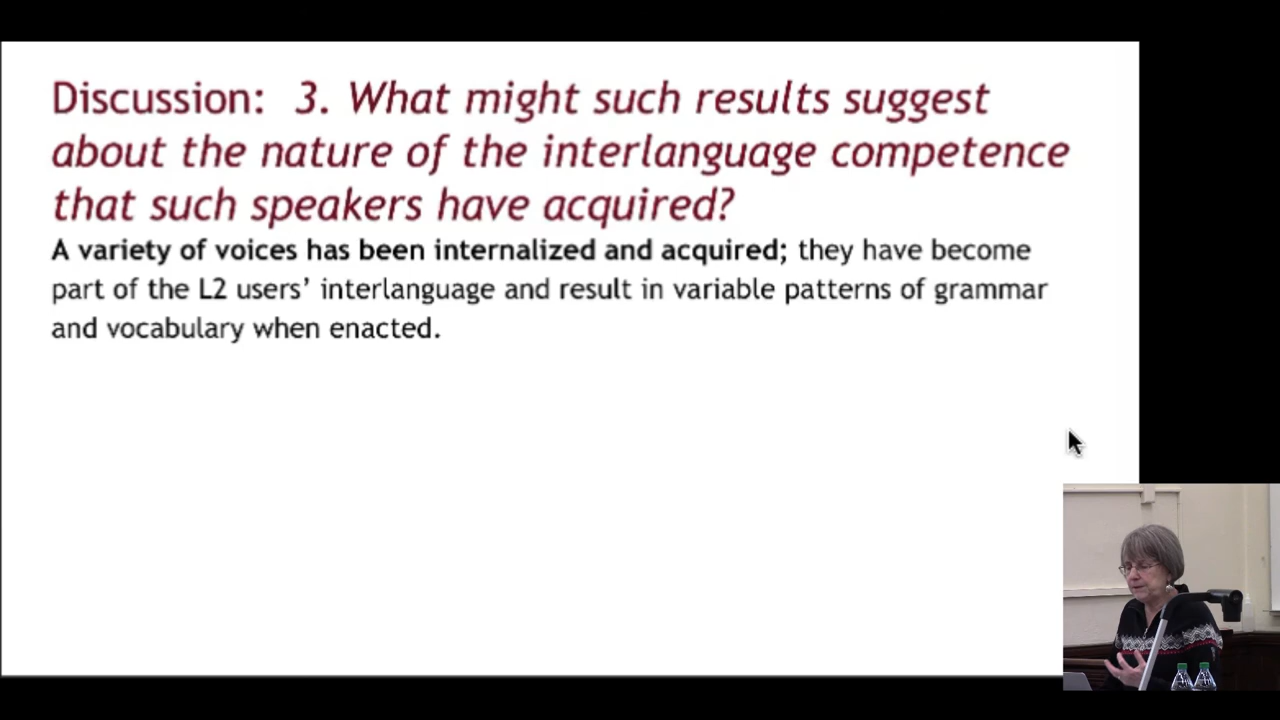 Discussion: 3. What might such results suggest
about the nature of the interlanguage competence
that such speakers have acquired?
A variety of voices has been internalized and acquired; they have become
part of the L2 users’ interlanguage and result in variable patterns of grammar
and vocabulary when enacted.